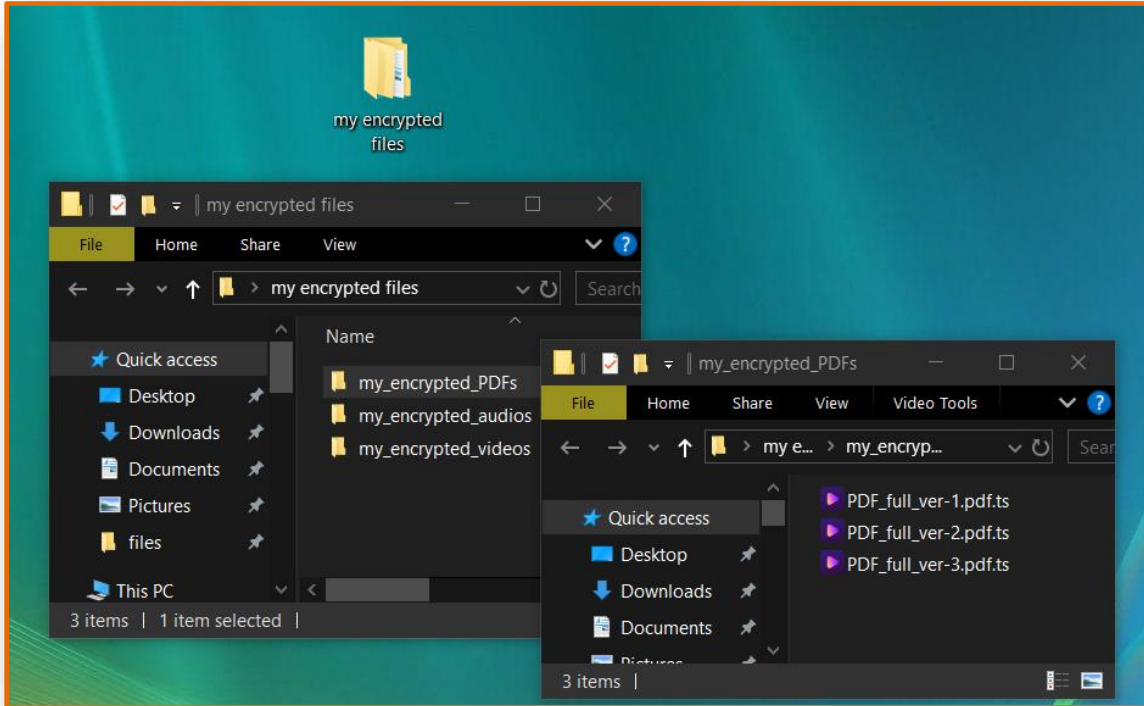 my encrypted
files
my encrypted files
File Home Share View
my encrypted files Search
Name
Quick access
Desktop
Downloads
Documents
Pictures
files
This PC
my_encrypted_PDFs
my_encrypted_audios
my_encrypted_videos
3 items 1 item selected
my_encrypted_PDFs
File Home Share View Video Tools
my e... my_encryp... Sear
Quick access
Desktop
Downloads
Documents
Pictures
PDF_full_ver-1.pdf.ts
PDF_full_ver-2.pdf.ts
PDF_full_ver-3.pdf.ts
3 items